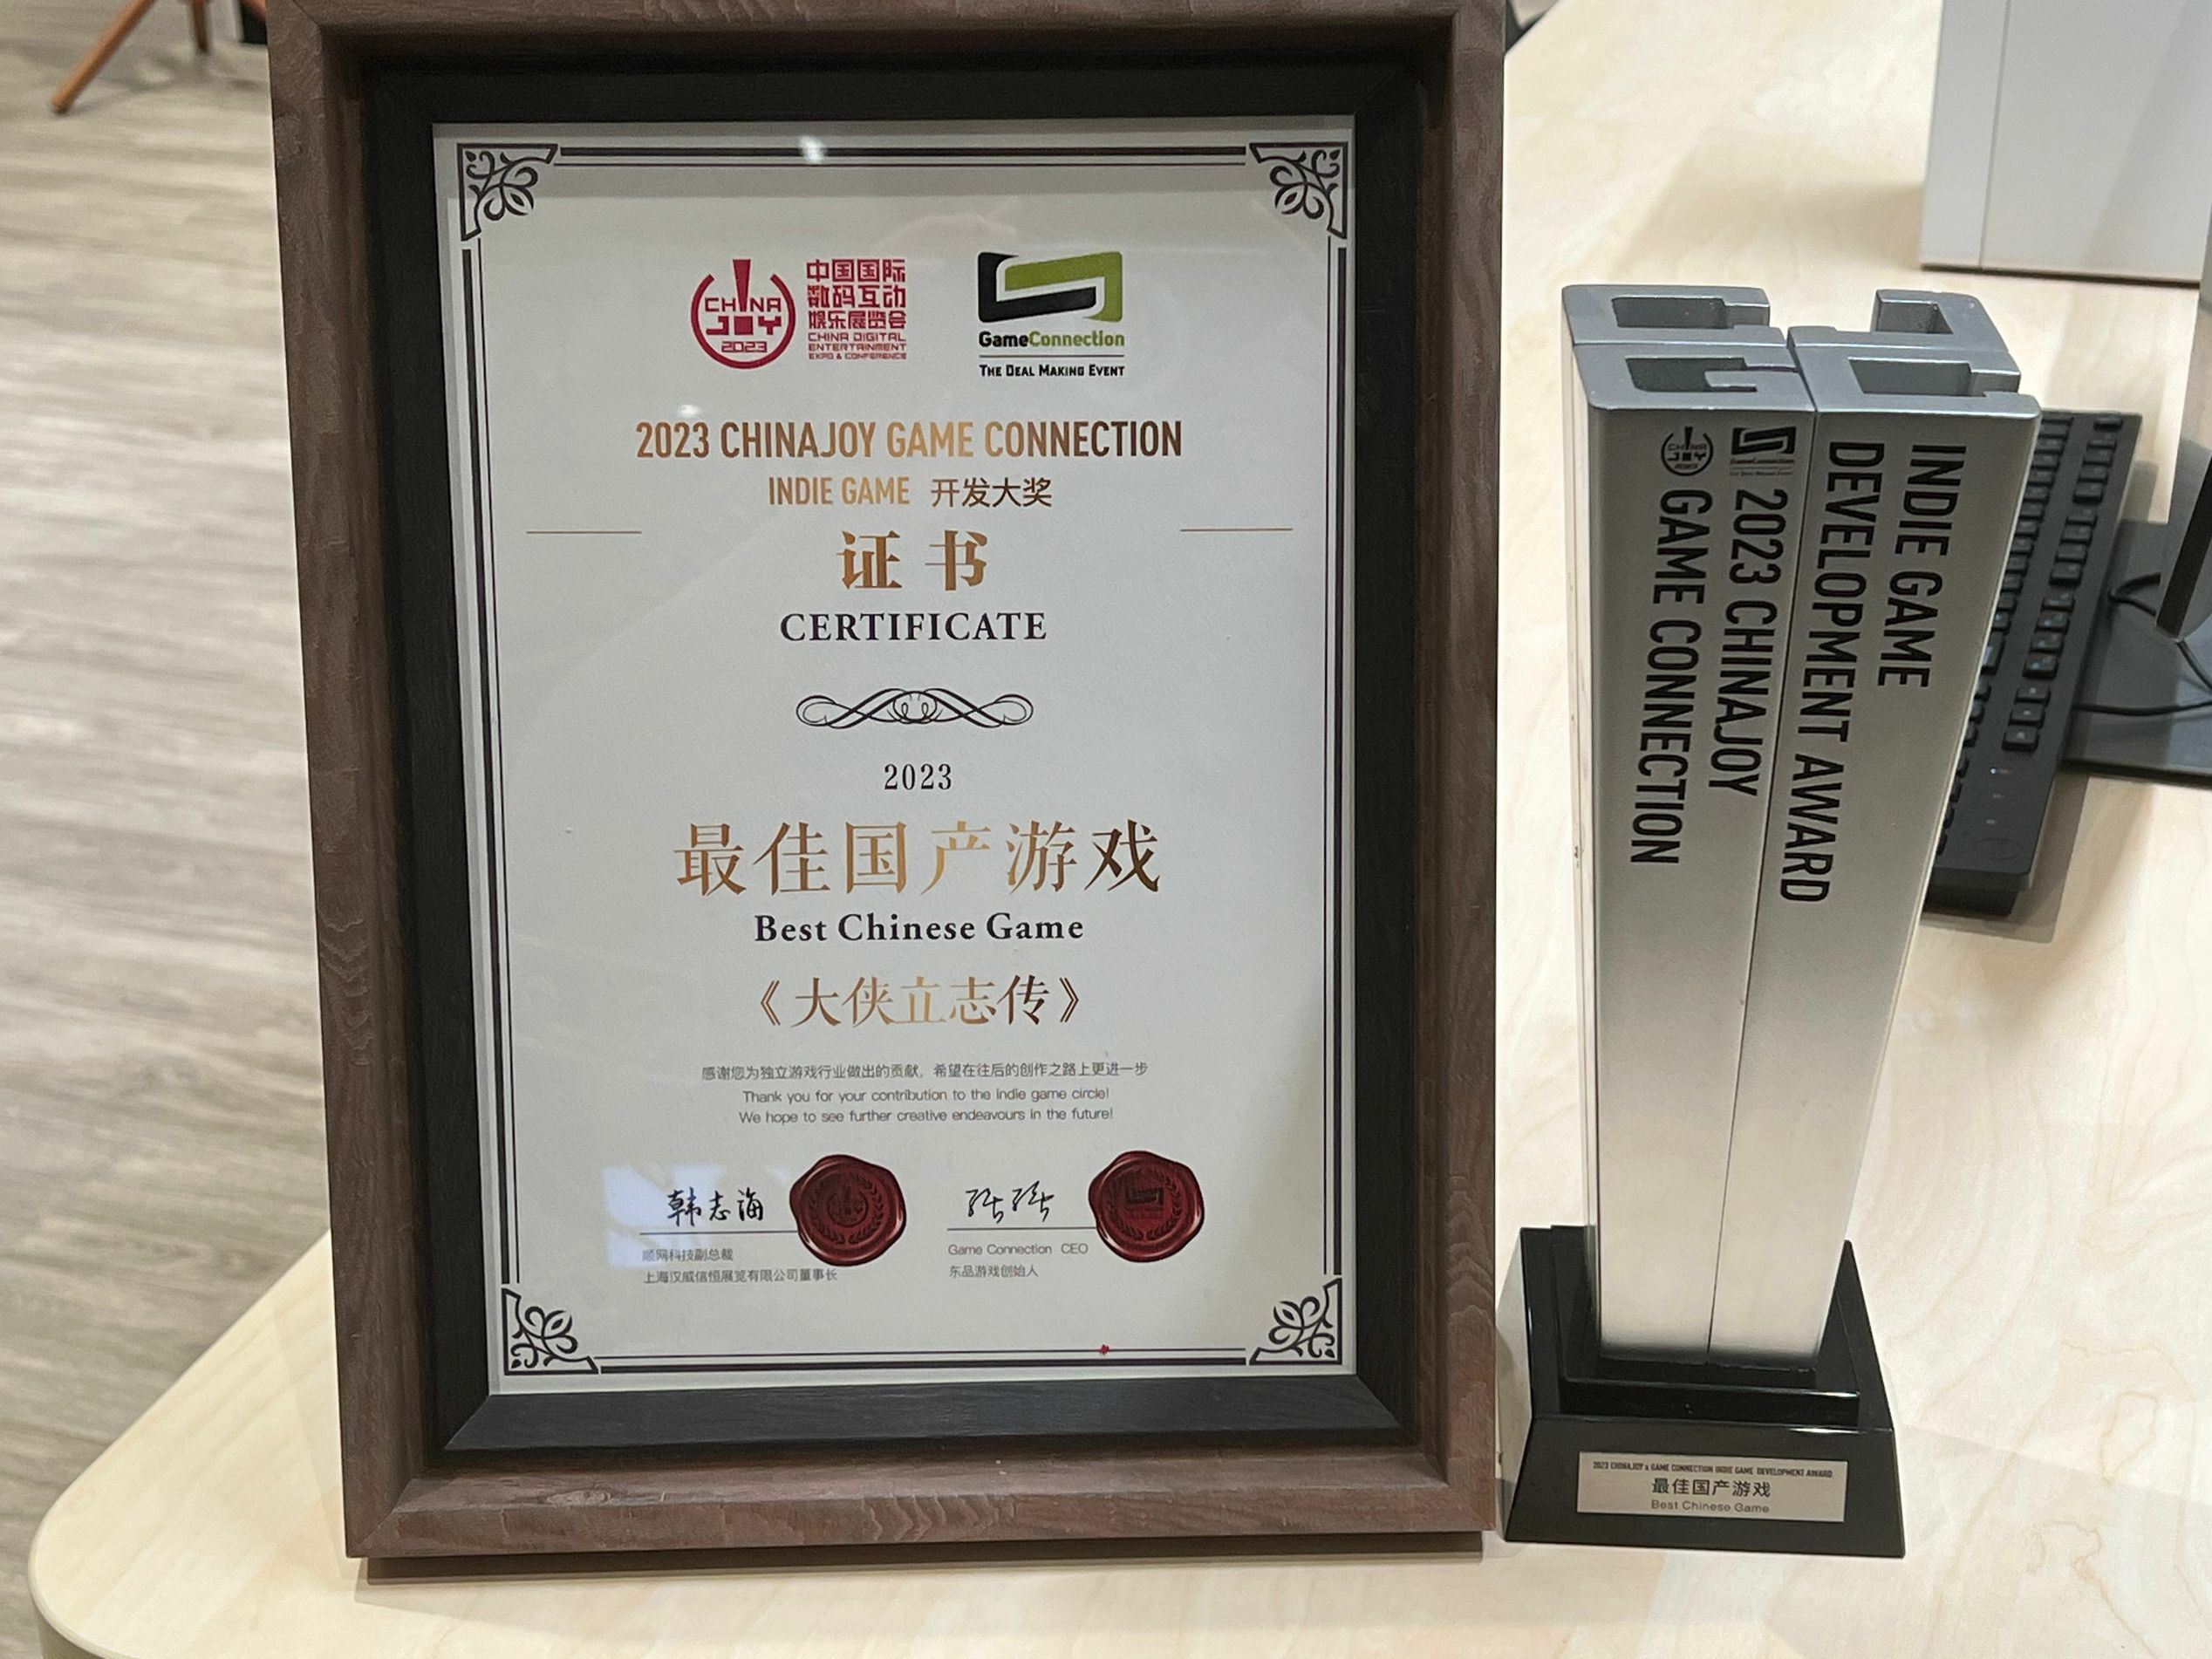 CHINA
JOY
2023
中国国际
数码互动
娱乐展览会
CHINA DIGITAL
ENTERTAINMENT
EXPO & CONFERENCE
GameConnection
THE DEAL MAKING EVENT
2023 CHINAJOY GAME CONNECTION
INDIE GAME 开发大奖
证书
CERTIFICATE
2023
最佳国产游戏
Best Chinese Game
《大侠立志传》
感谢您为独立游戏行业做出的贡献，希望在往后的创作之路上更进一步
Thank you for your contribution to the indie game circle!
We hope to see further creative endeavours in the future!
韩志海
顺网科技副总裁
上海汉威信恒展览有限公司董事长
Game Connection CEO
东品游戏创始人
INDIE GAME
DEVELOPMENT AWARD
CHINA
JOY
2023 CHINAJOY
GAME CONNECTION
2023 CHINAJOY x GAME CONNECTION INDIE GAME DEVELOPMENT AWARD
最佳国产游戏
Best Chinese Game